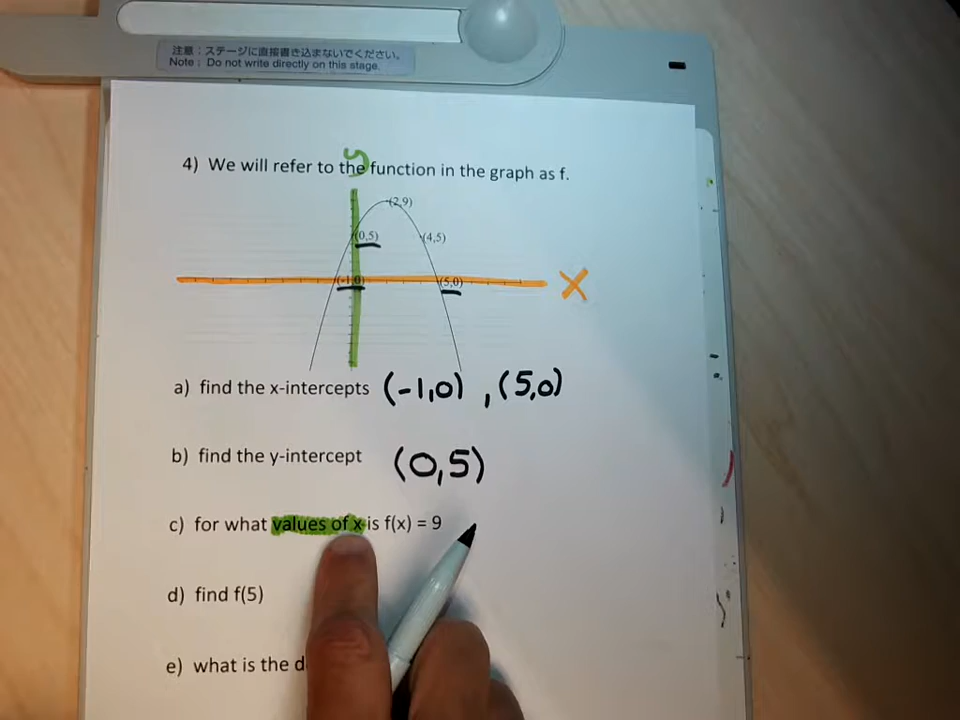 注意：ステージに直接書き込まないでください。
Note : Do not write directly on this stage.
4) We will refer to the function in the graph as f.
y
(2,9)
(0,5)
(4,5)
(-1,0)
(5,0)
X
a) find the x-intercepts (-1,0) , (5,0)
b) find the y-intercept (0,5)
c) for what values of x is f(x) = 9
d) find f(5)
e) what is the d